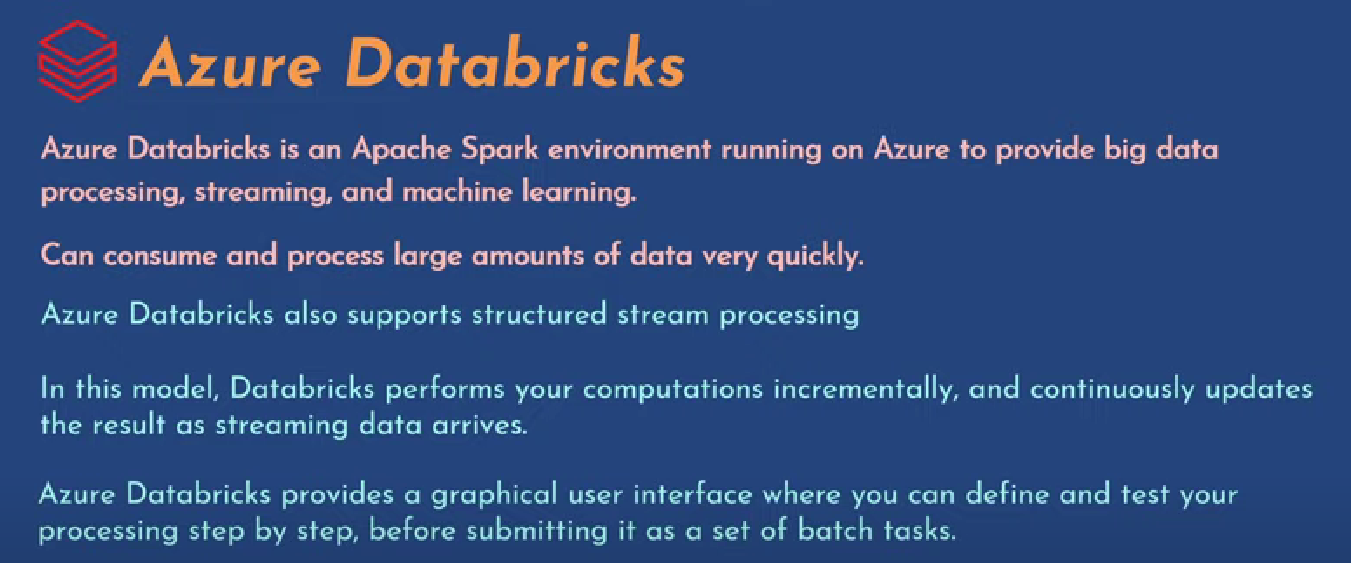 Azure Databricks
Azure Databricks is an Apache Spark environment running on Azure to provide big data
processing, streaming, and machine learning.
Can consume and process large amounts of data very quickly.
Azure Databricks also supports structured stream processing
In this model, Databricks performs your computations incrementally, and continuously updates
the result as streaming data arrives.
Azure Databricks provides a graphical user interface where you can define and test your
processing step by step, before submitting it as a set of batch tasks.